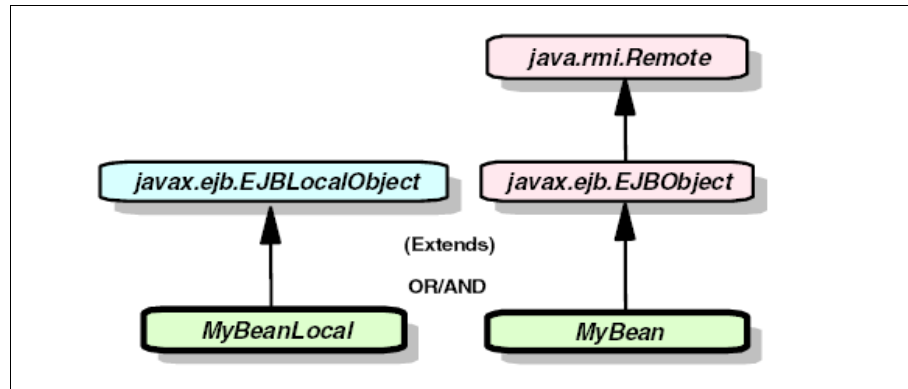 java.rmi.Remote
javax.ejb.EJBLocalObject
javax.ejb.EJBObject
(Extends)
OR/AND
MyBeanLocal
MyBean